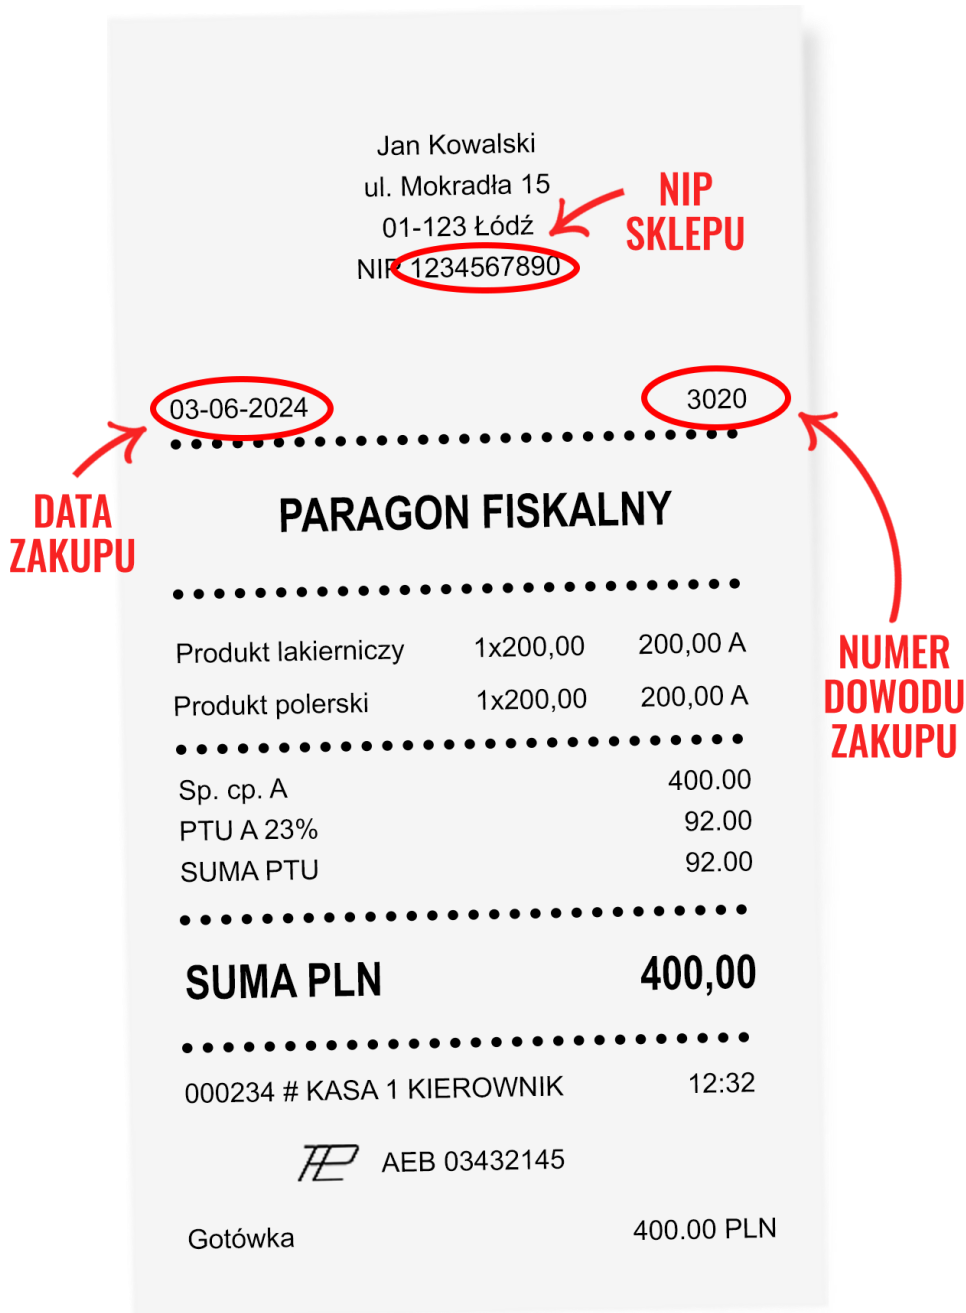 Jan Kowalski
ul. Mokradła 15
01-123 Łódź
NIP 1234567890
NIP
SKLEPU
03-06-2024 3020
DATA
ZAKUPU
PARAGON FISKALNY
Produkt lakierniczy 1x200,00 200,00 A
Produkt polerski 1x200,00 200,00 A
NUMER
DOWODU
ZAKUPU
Sp. cp. A 400.00
PTU A 23% 92.00
SUMA PTU 92.00
SUMA PLN 400,00
000234 # KASA 1 KIEROWNIK 12:32
AEB 03432145
Gotówka 400.00 PLN